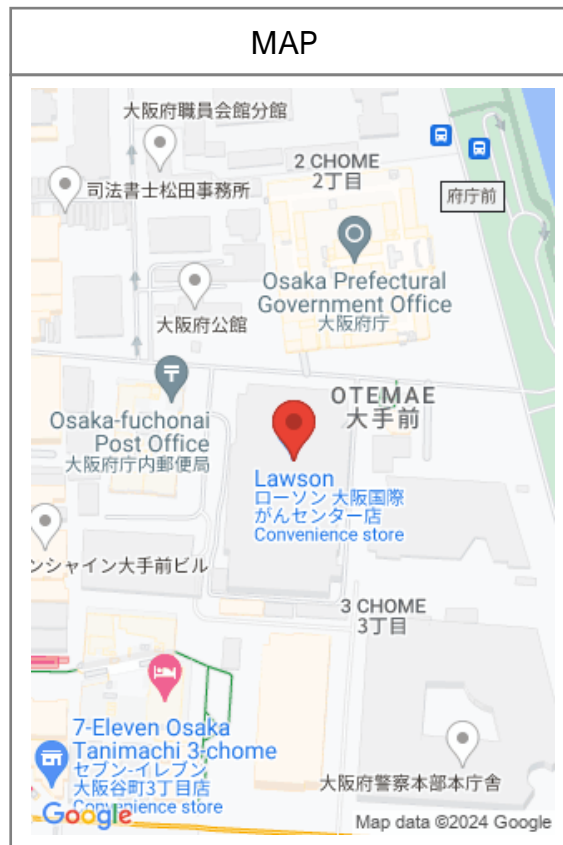 MAP
大阪府職員会館分館
2 CHOME
2丁目
司法書士松田事務所
府庁前
Osaka Prefectural
Government Office
大阪府庁
大阪府公館
OTEMAE
大手前
Osaka-fuchonai
Post Office
大阪府庁内郵便局
Lawson
ローソン 大阪国際
がんセンター店
Convenience store
ンシャイン大手前ビル
3 CHOME
3丁目
7-Eleven Osaka
Tanimachi 3-chome
セブン-イレブン
大阪谷町3丁目店
Convenience store
大阪府警察本部本庁舎
Google
Map data ©2024 Google